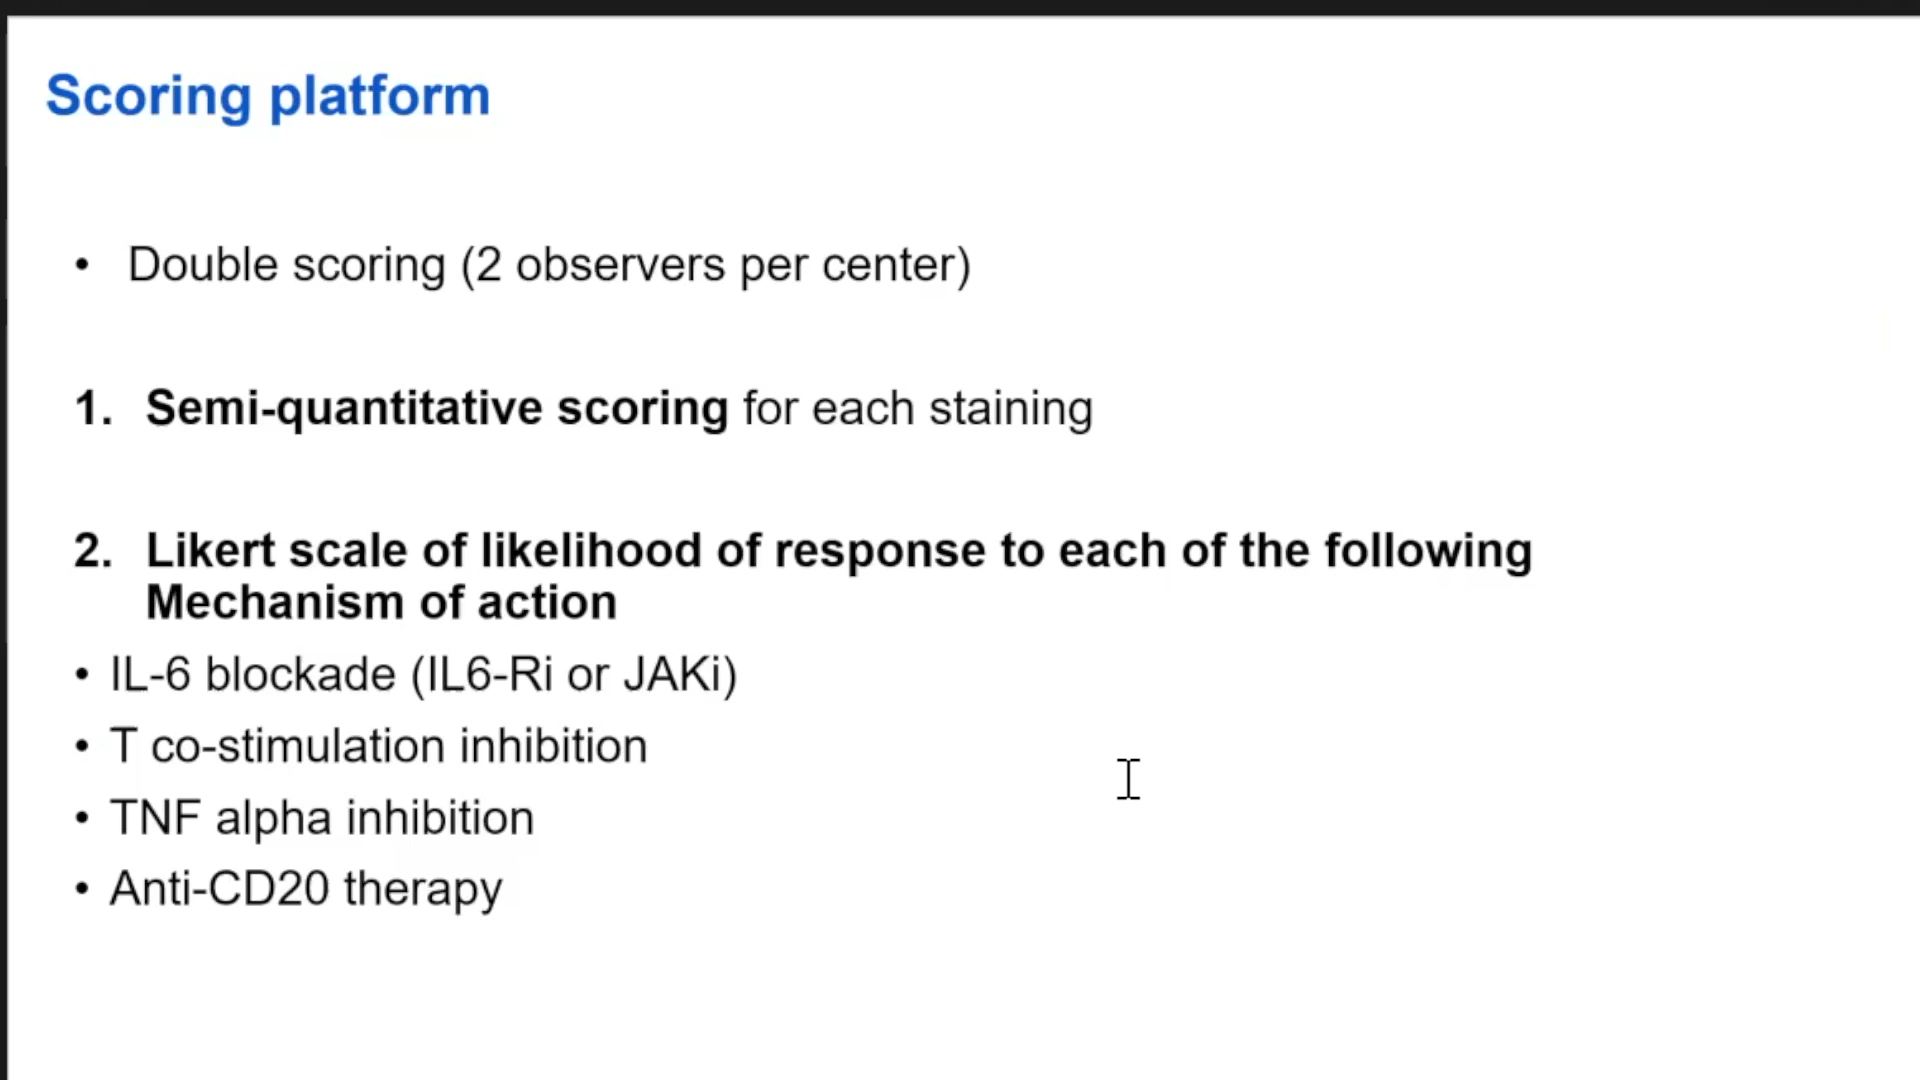 Scoring platform
• Double scoring (2 observers per center)
1. Semi-quantitative scoring for each staining
2. Likert scale of likelihood of response to each of the following
Mechanism of action
• IL-6 blockade (IL6-Ri or JAKi)
• T co-stimulation inhibition
• TNF alpha inhibition
• Anti-CD20 therapy